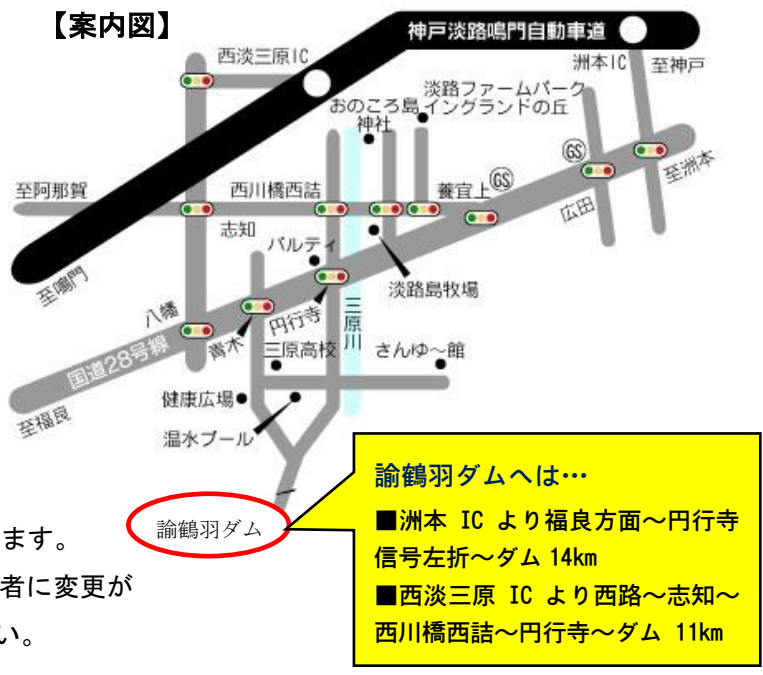 【案内図】
神戸淡路鳴門自動車道
西淡三原IC
洲本IC
至神戸
淡路ファームパーク
イングランドの丘
おのころ島
神社
GS
GS
至洲本
至阿那賀
西川橋西詰
養宜上
広田
志知
パルティ
淡路島牧場
至鳴門
八幡
青木
円行寺
三原川
国道28号線
三原高校
さんゆ～館
至福良
健康広場
温水プール
諭鶴羽ダム
諭鶴羽ダムへは…
■洲本 IC より福良方面～円行寺
信号左折～ダム 14km
■西淡三原 IC より西路～志知～
西川橋西詰～円行寺～ダム 11km
ます。
者に変更が
い。